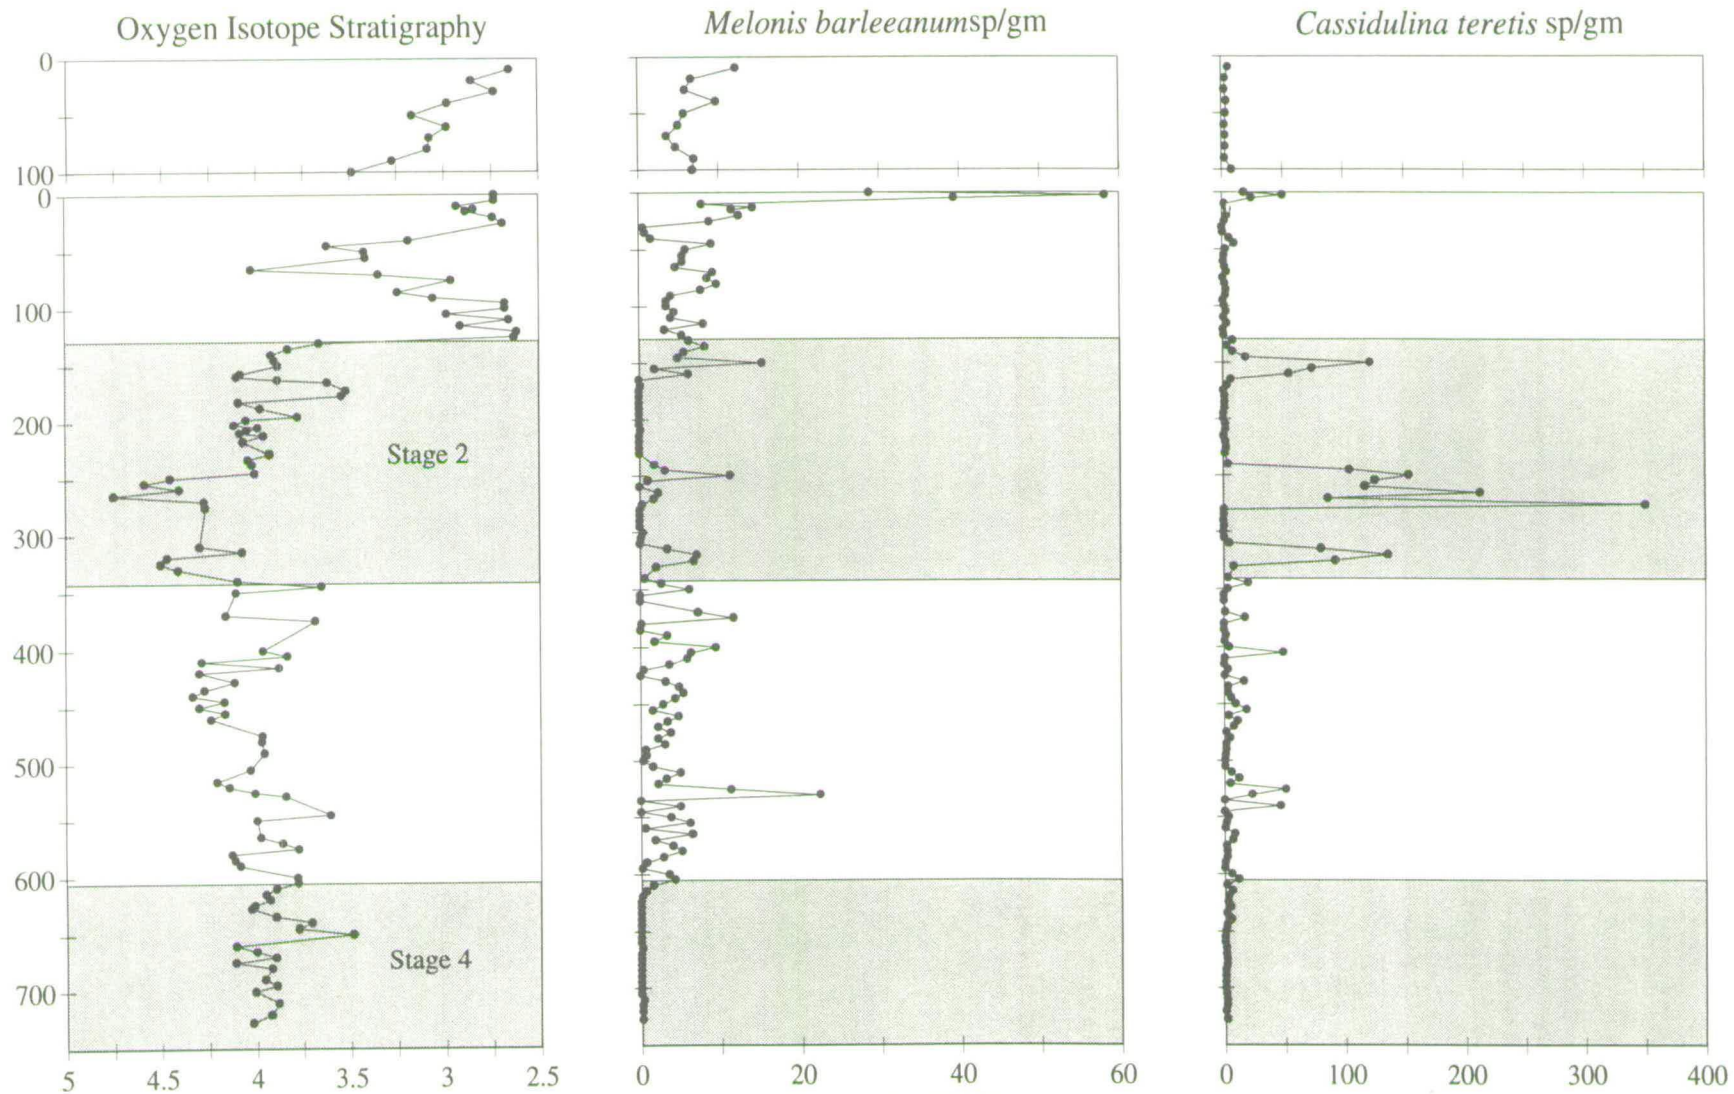 Oxygen Isotope Stratigraphy
Melonis barleeanumsp/gm
Cassidulina teretis sp/gm
0
100
0
100
200
300
400
500
600
700
Stage 2
Stage 4
5 4.5 4 3.5 3 2.5
0 20 40 60
0 100 200 300 400